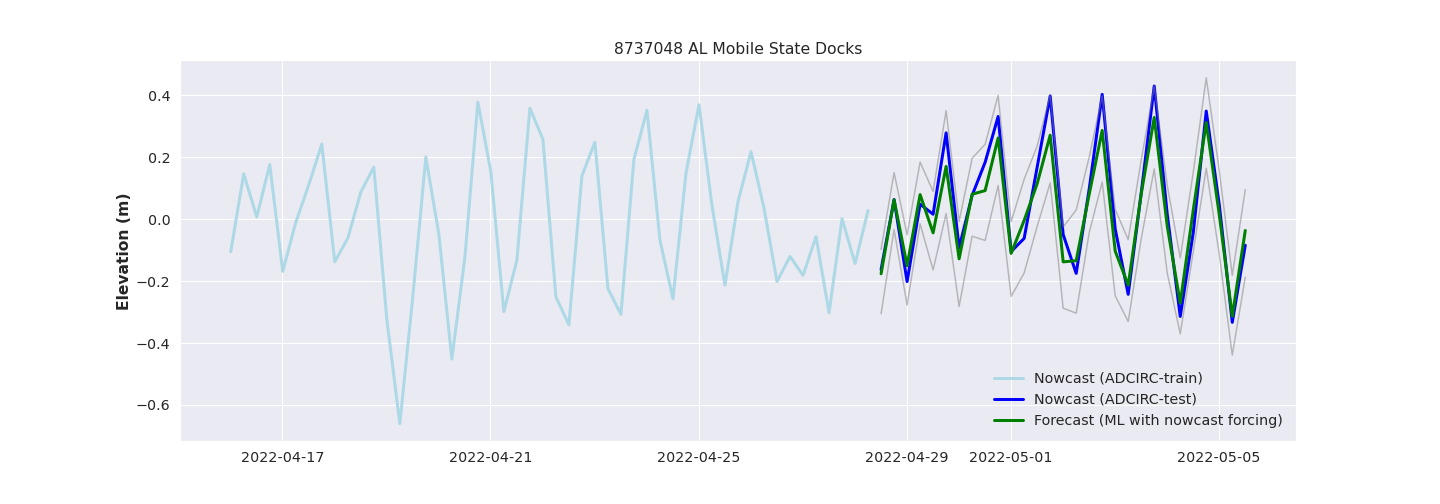 8737048 AL Mobile State Docks
Elevation (m)
0.4
0.2
0.0
−0.2
−0.4
−0.6
Nowcast (ADCIRC-train)
Nowcast (ADCIRC-test)
Forecast (ML with nowcast forcing)
2022-04-17
2022-04-21
2022-04-25
2022-04-29
2022-05-01
2022-05-05